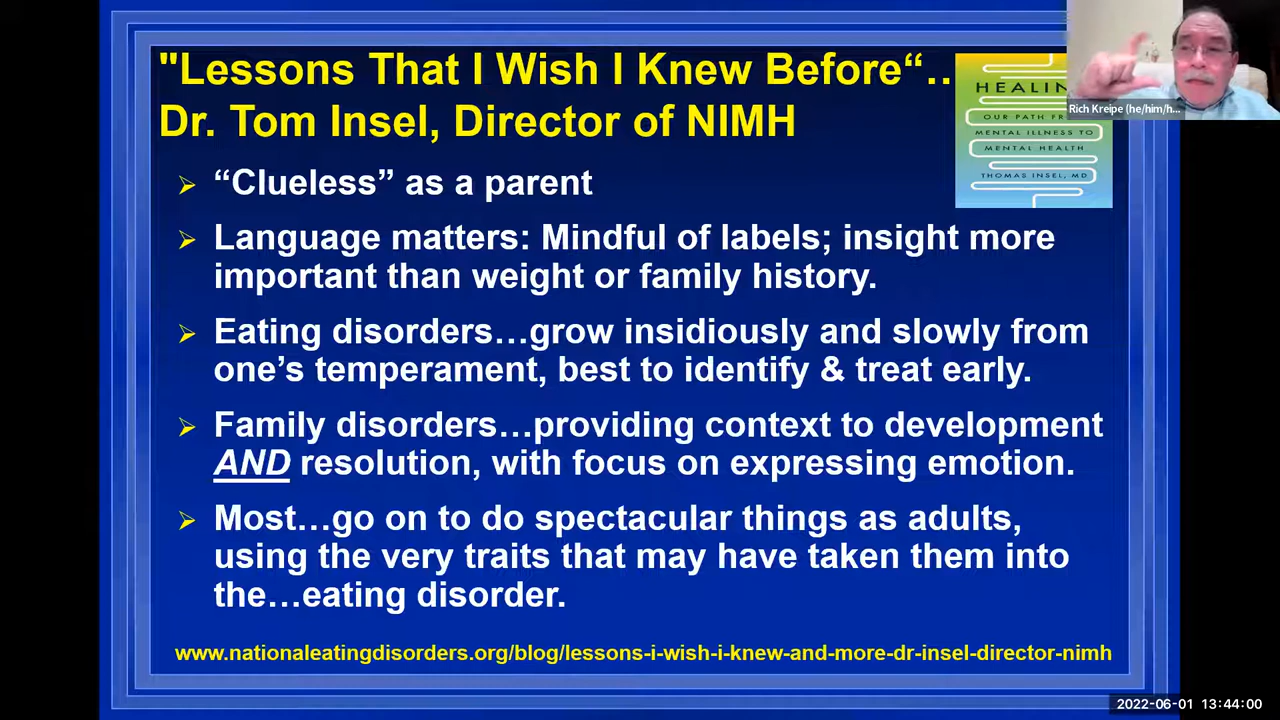 "Lessons That I Wish I Knew Before“…
Dr. Tom Insel, Director of NIMH
HEALIN
OUR PATH FR
MENTAL ILLNESS TO
MENTAL HEALTH
THOMAS INSEL, MD
Rich Kreipe (he/him/h...
➢ “Clueless” as a parent
➢ Language matters: Mindful of labels; insight more
important than weight or family history.
➢ Eating disorders…grow insidiously and slowly from
one’s temperament, best to identify & treat early.
➢ Family disorders…providing context to development
AND resolution, with focus on expressing emotion.
➢ Most…go on to do spectacular things as adults,
using the very traits that may have taken them into
the…eating disorder.
www.nationaleatingdisorders.org/blog/lessons-i-wish-i-knew-and-more-dr-insel-director-nimh
2022-06-01 13:44:00